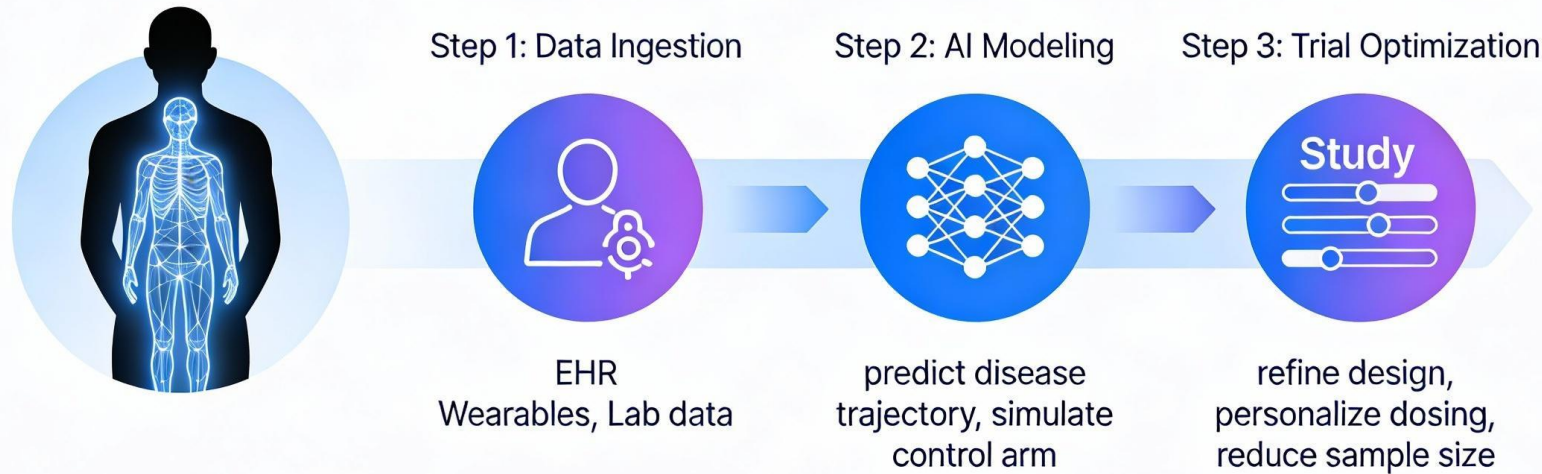 Step 1: Data Ingestion
Step 2: AI Modeling
Step 3: Trial Optimization
Study
EHR
Wearables, Lab data
predict disease
trajectory, simulate
control arm
refine design,
personalize dosing,
reduce sample size